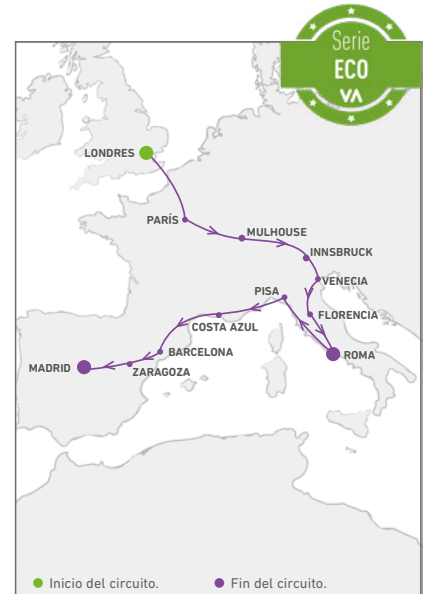 Serie
ECO
VA
LONDRES
PARÍS
MULHOUSE
INNSBRUCK
VENECIA
PISA
FLORENCIA
COSTA AZUL
ROMA
BARCELONA
MADRID
ZARAGOZA
Inicio del circuito.
Fin del circuito.